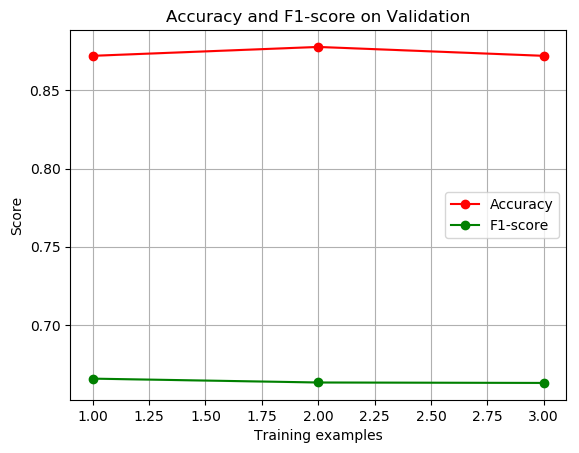 Accuracy and F1-score on Validation
Score
0.85
0.80
0.75
0.70
Accuracy
F1-score
1.00 1.25 1.50 1.75 2.00 2.25 2.50 2.75 3.00
Training examples